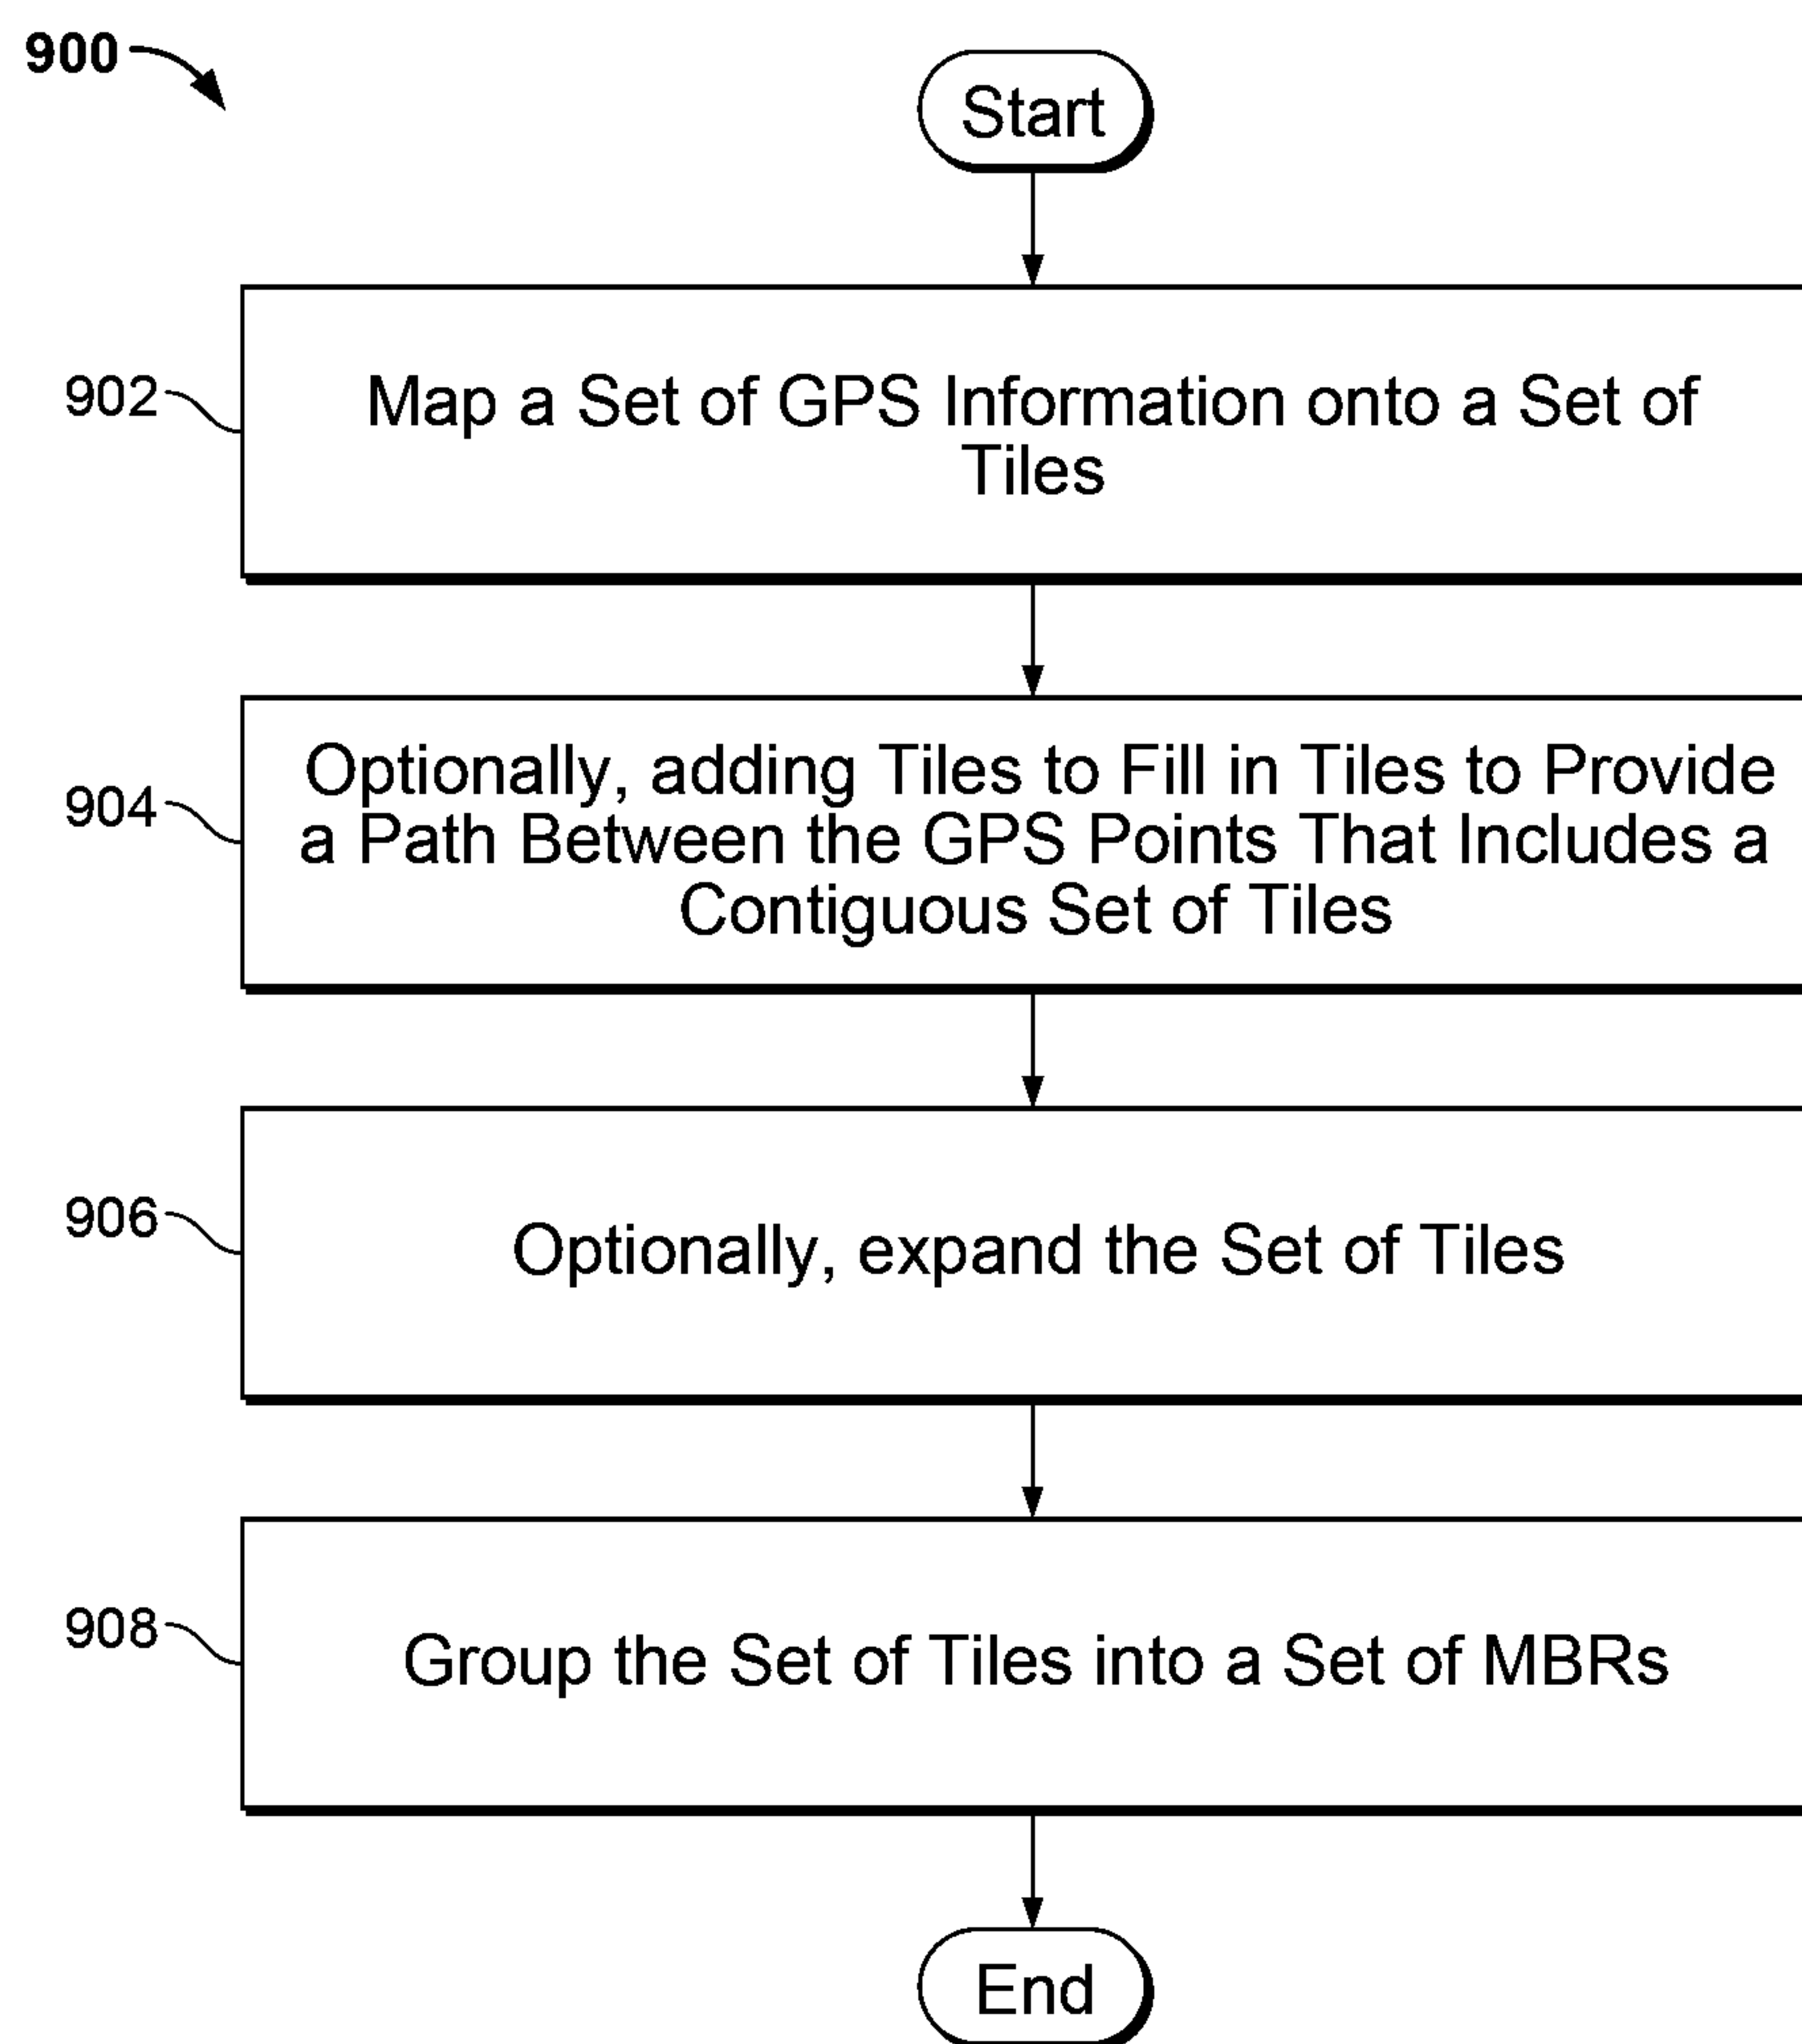 900
Start
902
Map a Set of GPS Information onto a Set of
Tiles
904
Optionally, adding Tiles to Fill in Tiles to Provide
a Path Between the GPS Points That Includes a
Contiguous Set of Tiles
906
Optionally, expand the Set of Tiles
908
Group the Set of Tiles into a Set of MBRs
End